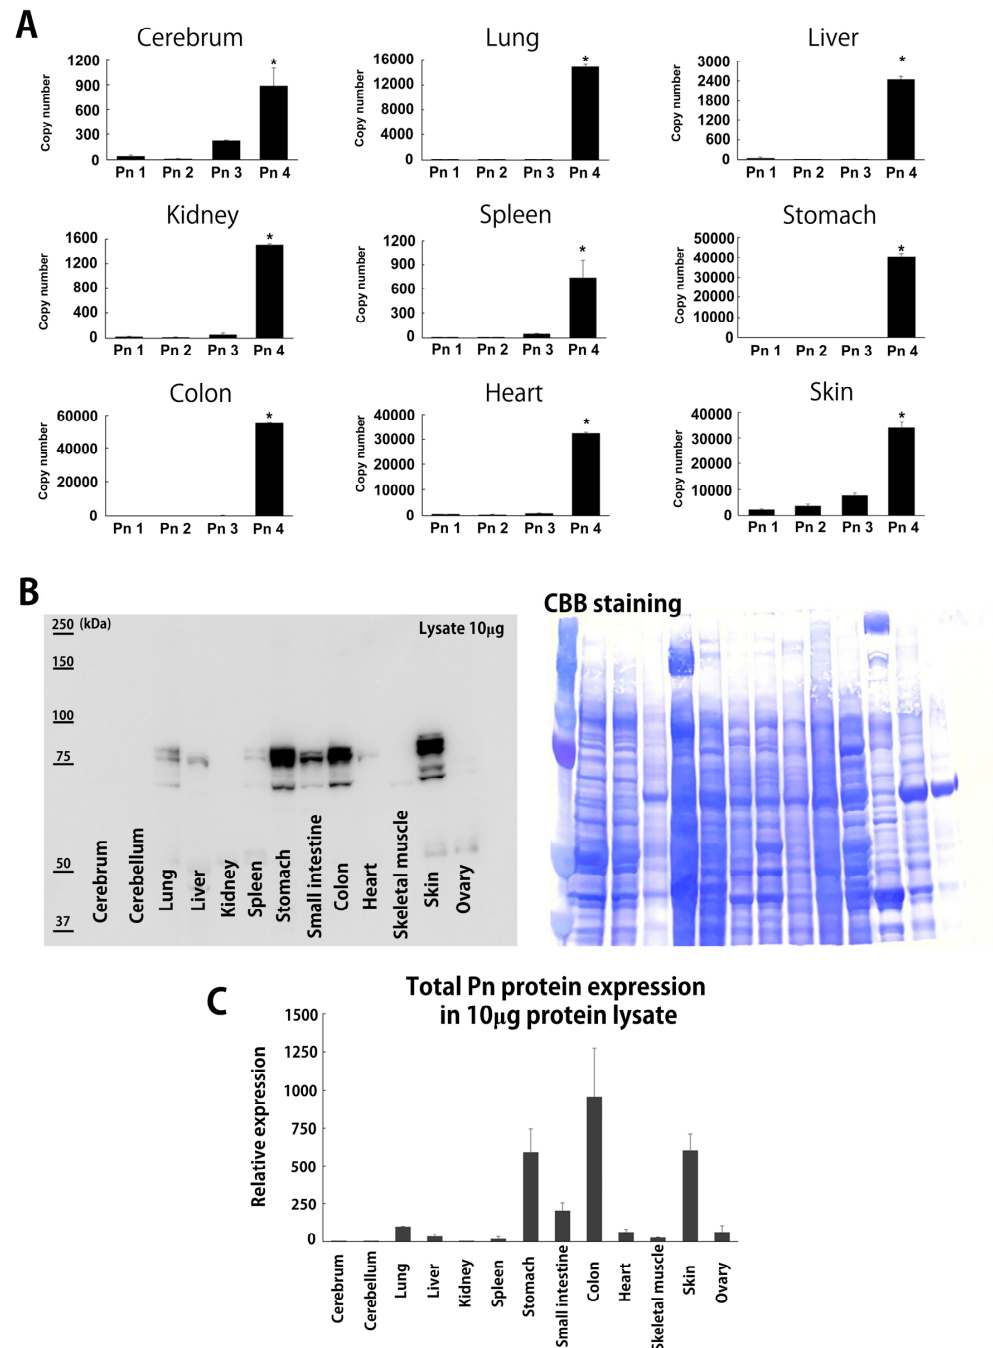 A
Cerebrum
Copy number
1200
900
600
300
0
*
Pn 1 Pn 2 Pn 3 Pn 4
Lung
Copy number
16000
12000
8000
4000
0
*
Pn 1 Pn 2 Pn 3 Pn 4
Liver
Copy number
3000
2400
1800
1200
600
0
*
Pn 1 Pn 2 Pn 3 Pn 4
Kidney
Copy number
1600
1200
800
400
0
*
Pn 1 Pn 2 Pn 3 Pn 4
Spleen
Copy number
1200
900
600
300
0
*
Pn 1 Pn 2 Pn 3 Pn 4
Stomach
Copy number
50000
40000
30000
20000
10000
0
*
Pn 1 Pn 2 Pn 3 Pn 4
Colon
Copy number
60000
40000
20000
0
*
Pn 1 Pn 2 Pn 3 Pn 4
Heart
Copy number
40000
30000
20000
10000
0
*
Pn 1 Pn 2 Pn 3 Pn 4
Skin
Copy number
40000
30000
20000
10000
0
*
Pn 1 Pn 2 Pn 3 Pn 4
B
250 (kDa)
150
100
75
50
37
Lysate 10μg
Cerebrum
Cerebellum
Lung
Liver
Kidney
Spleen
Stomach
Small intestine
Colon
Heart
Skeletal muscle
Skin
Ovary
CBB staining
C
Total Pn protein expression
in 10μg protein lysate
Relative expression
1500
1250
1000
750
500
250
0
Cerebrum
Cerebellum
Lung
Liver
Kidney
Spleen
Stomach
Small intestine
Colon
Heart
Skeletal muscle
Skin
Ovary